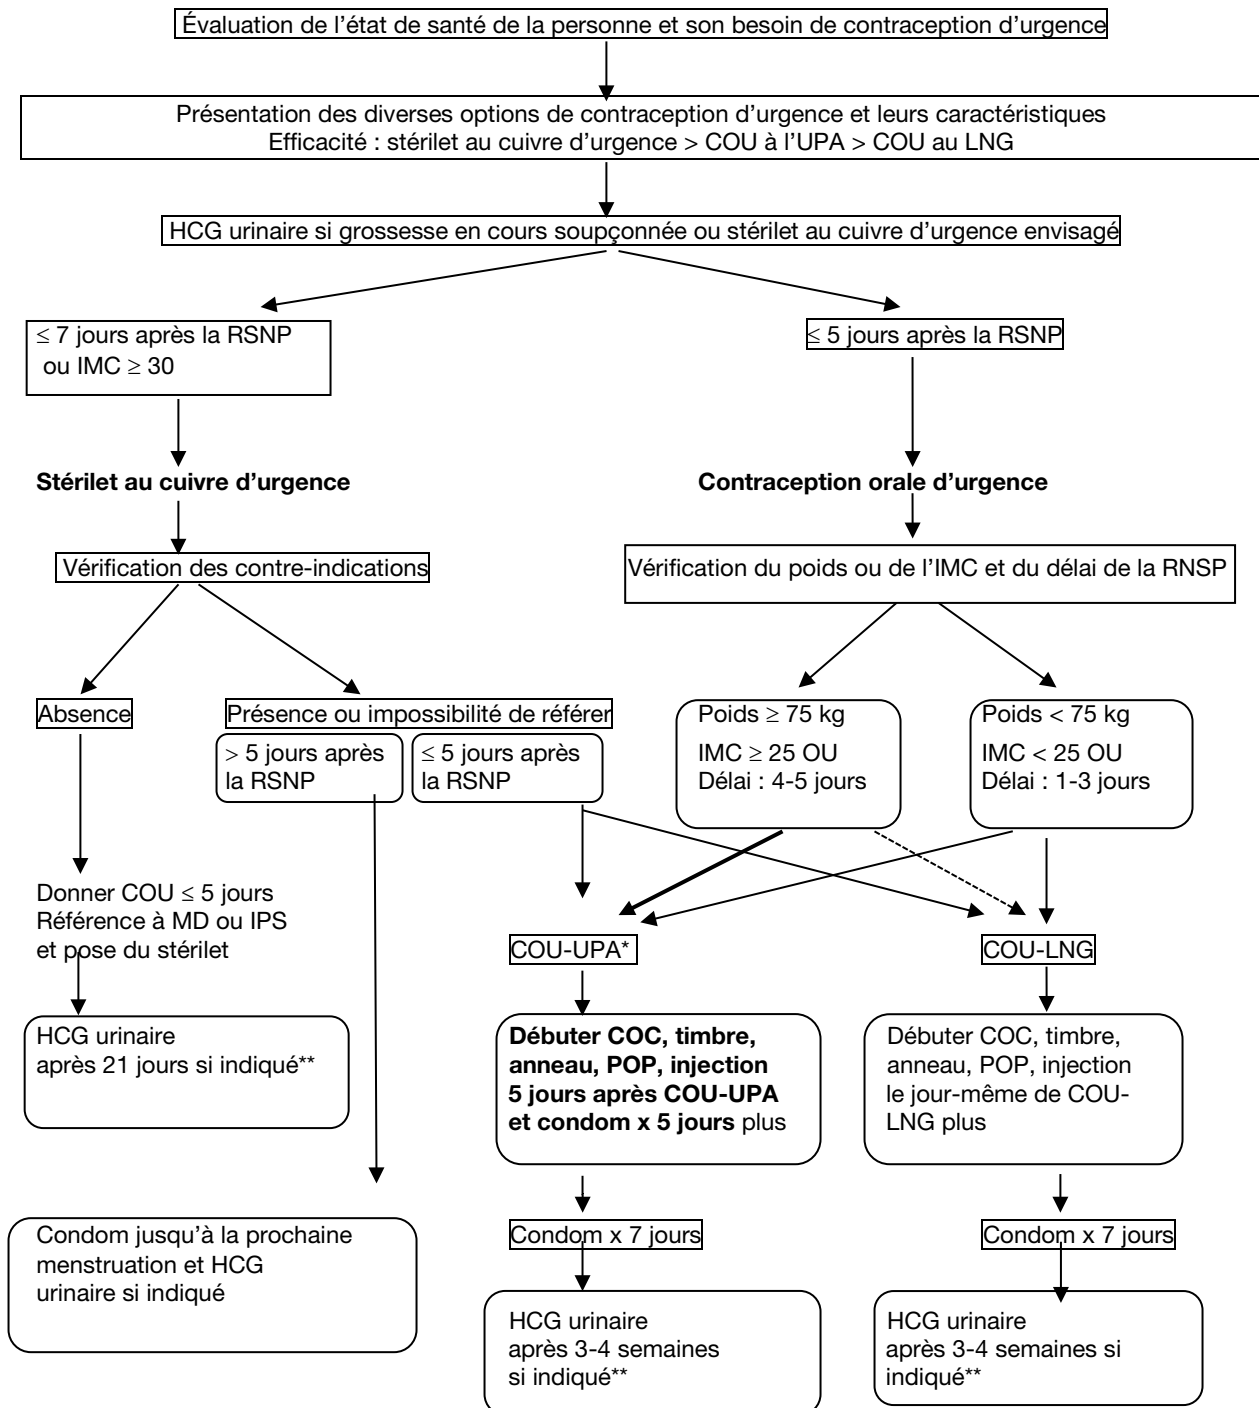 Évaluation de l'état de santé de la personne et son besoin de contraception d'urgence
Présentation des diverses options de contraception d'urgence et leurs caractéristiques
Efficacité : stérilet au cuivre d'urgence > COU à l'UPA > COU au LNG
HCG urinaire si grossesse en cours soupçonnée ou stérilet au cuivre d'urgence envisagé
≤ 7 jours après la RSNP
ou IMC ≥ 30
≤ 5 jours après la RSNP
Stérilet au cuivre d'urgence
Contraception orale d'urgence
Vérification des contre-indications
Vérification du poids ou de l'IMC et du délai de la RNSP
Absence
Présence ou impossibilité de référer
> 5 jours après
la RSNP
≤ 5 jours après
la RSNP
Poids ≥ 75 kg
IMC ≥ 25 OU
Délai : 4-5 jours
Poids < 75 kg
IMC < 25 OU
Délai : 1-3 jours
Donner COU ≤ 5 jours
Référence à MD ou IPS
et pose du stérilet
COU-UPA*
COU-LNG
HCG urinaire
après 21 jours si indiqué**
Débuter COC, timbre,
anneau, POP, injection
5 jours après COU-UPA
et condom x 5 jours plus
Débuter COC, timbre,
anneau, POP, injection
le jour-même de COU-
LNG plus
Condom jusqu'à la prochaine
menstruation et HCG
urinaire si indiqué
Condom x 7 jours
Condom x 7 jours
HCG urinaire
après 3-4 semaines
si indiqué**
HCG urinaire
après 3-4 semaines si
indiqué**